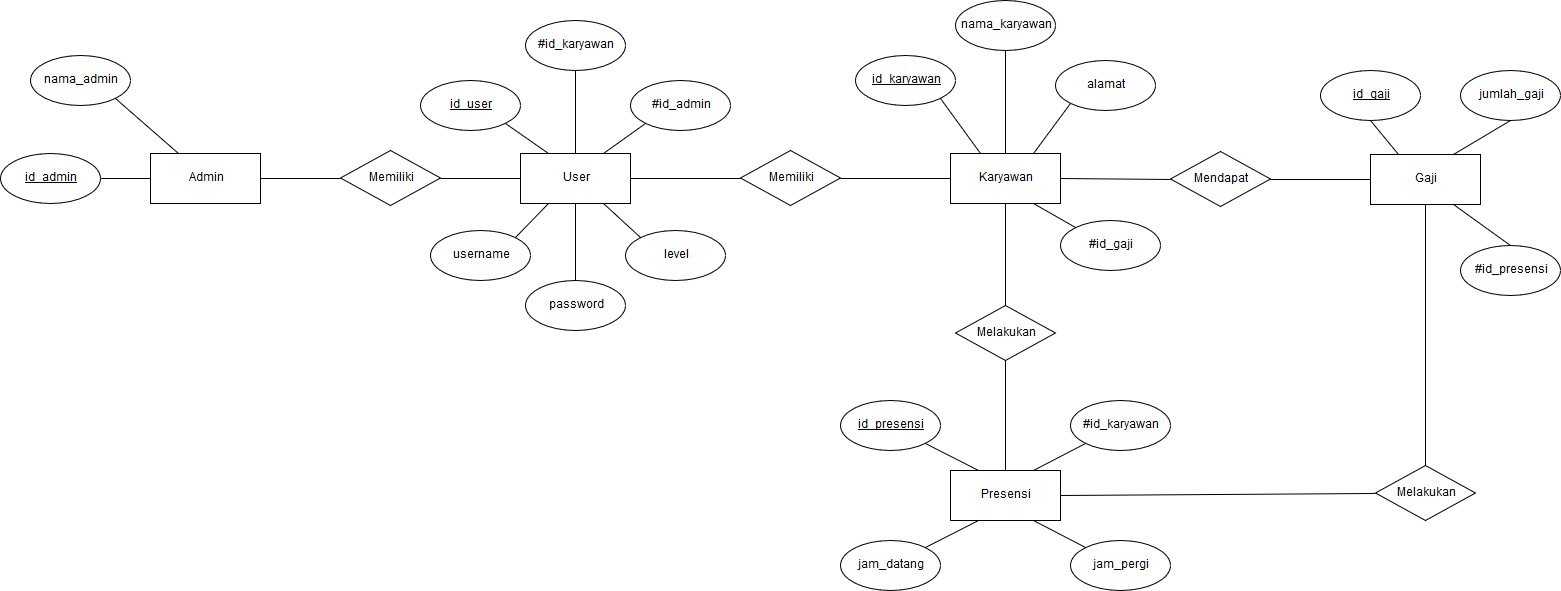 nama_karyawan
#id_karyawan
nama_admin
id_karyawan
alamat
id_gaji
jumlah_gaji
id_user
#id_admin
id_admin
Admin
Memiliki
User
Memiliki
Karyawan
Mendapat
Gaji
username
level
#id_gaji
#id_presensi
password
Melakukan
id_presensi
#id_karyawan
Presensi
Melakukan
jam_datang
jam_pergi